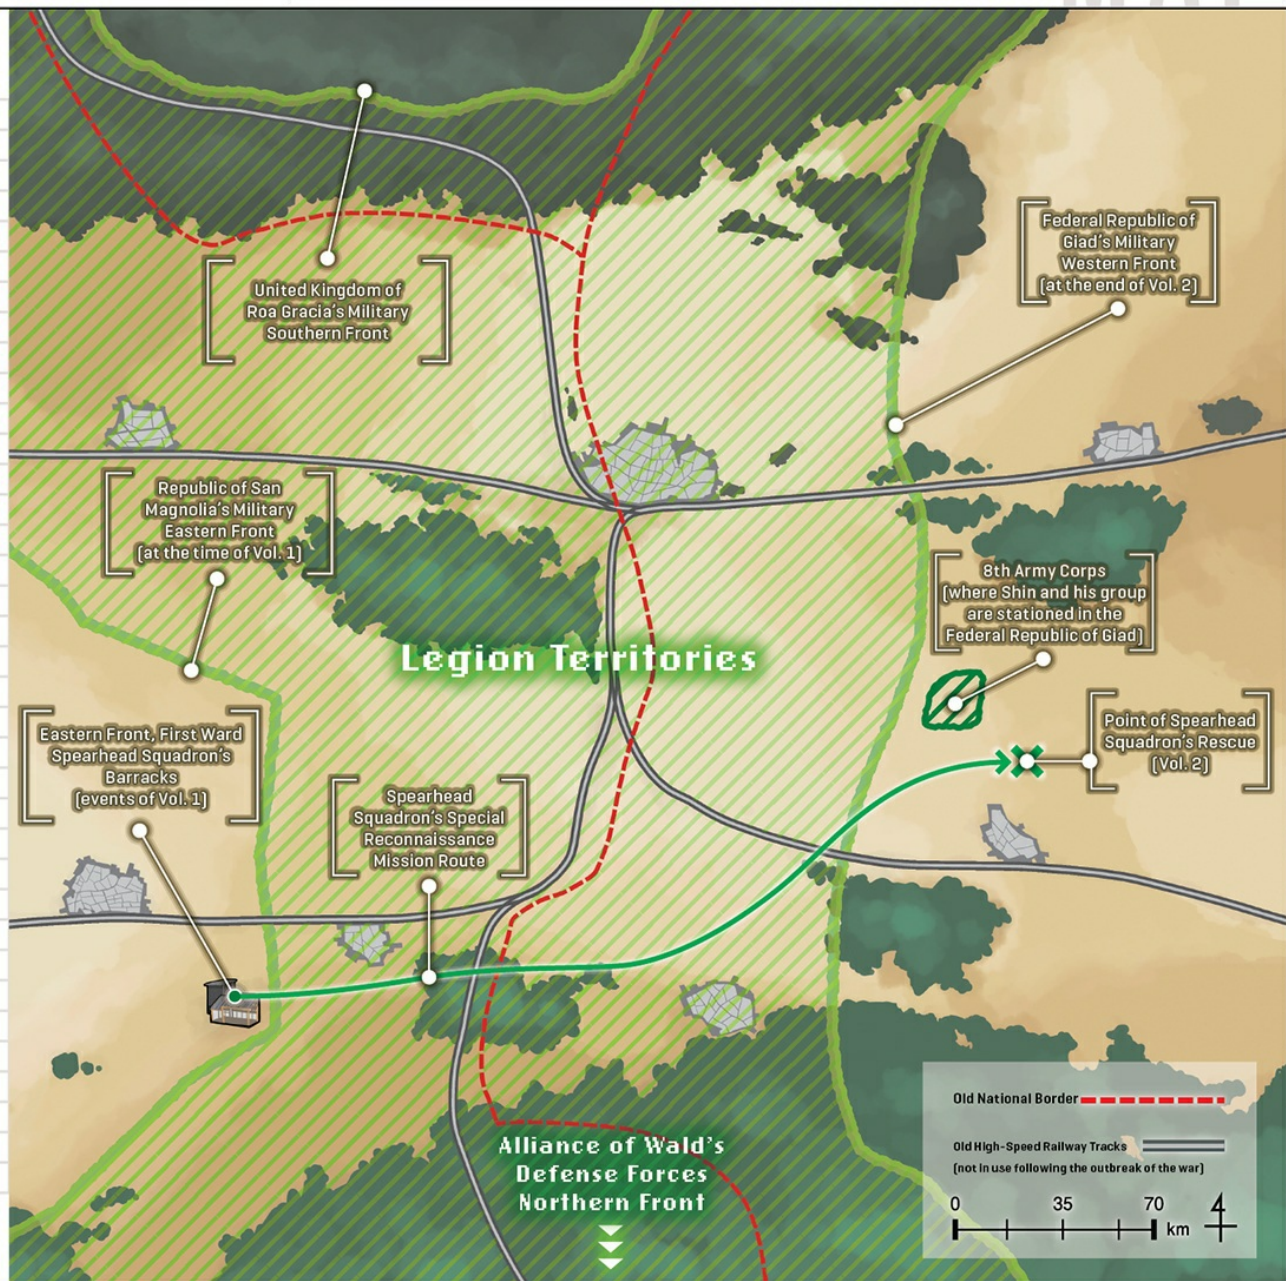 United Kingdom of
Roa Gracia's Military
Southern Front
Federal Republic of
Giad's Military
Western Front
(at the end of Vol. 2)
Republic of San
Magnolia's Military
Eastern Front
(at the time of Vol. 1)
8th Army Corps
(where Shin and his group
are stationed in the
Federal Republic of Giad)
Legion Territories
Eastern Front, First Ward
Spearhead Squadron's
Barracks
(events of Vol. 1)
Point of Spearhead
Squadron's Rescue
(Vol. 2)
Spearhead
Squadron's Special
Reconnaissance
Mission Route
Alliance of Wald's
Defense Forces
Northern Front
Old National Border
Old High-Speed Railway Tracks
(not in use following the outbreak of the war)
0 35 70
km